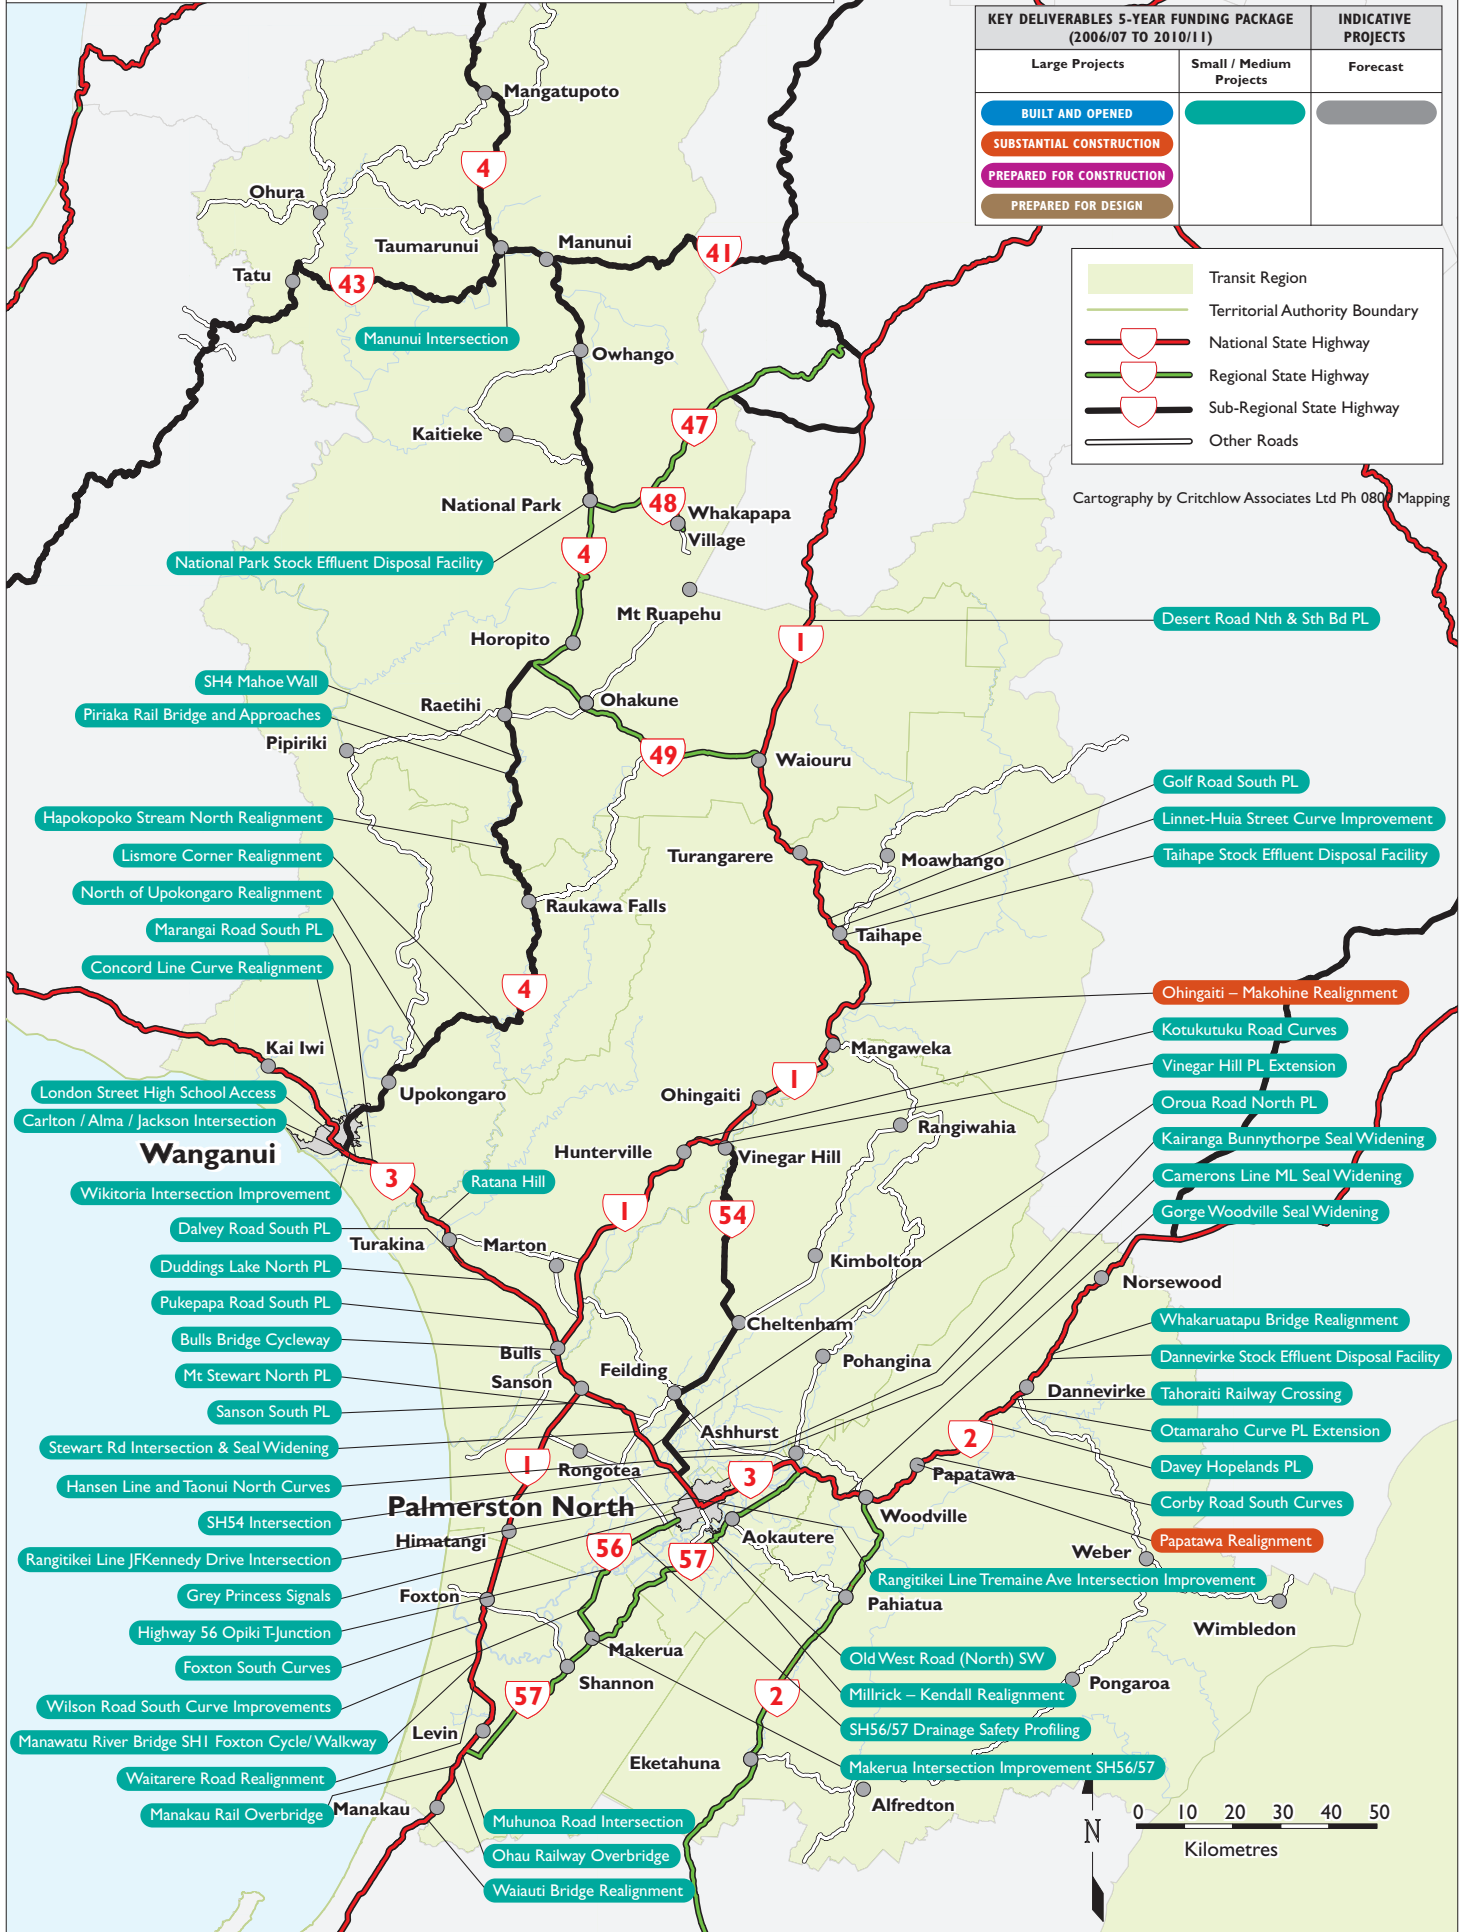 KEY DELIVERABLES 5-YEAR FUNDING PACKAGE
(2006/07 TO 2010/11)
INDICATIVE
PROJECTS
Large Projects
Small / Medium
Projects
Forecast
BUILT AND OPENED
SUBSTANTIAL CONSTRUCTION
PREPARED FOR CONSTRUCTION
PREPARED FOR DESIGN
Transit Region
Territorial Authority Boundary
National State Highway
Regional State Highway
Sub-Regional State Highway
Other Roads
Cartography by Critchlow Associates Ltd Ph 0800 Mapping
Mangatupoto
4
Ohura
Taumarunui
Manunui
41
Tatu
43
Manunui Intersection
Owhango
47
Kaitieke
National Park
48
Whakapapa
Village
National Park Stock Effluent Disposal Facility
4
Mt Ruapehu
Desert Road Nth & Sth Bd PL
Horopito
1
SH4 Mahoe Wall
Raetihi
Ohakune
Piriaka Rail Bridge and Approaches
Pipiriki
49
Waiouru
Golf Road South PL
Hapokopoko Stream North Realignment
Linnet-Huia Street Curve Improvement
Lismore Corner Realignment
Turangarere
Moawhango
Taihape Stock Effluent Disposal Facility
North of Upokongaro Realignment
Raukawa Falls
Marangai Road South PL
Taihape
Concord Line Curve Realignment
4
Ohingaiti – Makohine Realignment
Kotukutuku Road Curves
Kai Iwi
Mangaweka
Vinegar Hill PL Extension
London Street High School Access
Upokongaro
Ohingaiti
1
Oroua Road North PL
Carlton / Alma / Jackson Intersection
Rangiwahia
Kairanga Bunnythorpe Seal Widening
Wanganui
Hunterville
Vinegar Hill
3
Ratana Hill
Camerons Line ML Seal Widening
Wikitoria Intersection Improvement
1
54
Gorge Woodville Seal Widening
Dalvey Road South PL
Turakina
Marton
Kimbolton
Duddings Lake North PL
Norsewood
Pukepapa Road South PL
Cheltenham
Whakaruatapu Bridge Realignment
Bulls Bridge Cycleway
Bulls
Dannevirke Stock Effluent Disposal Facility
Mt Stewart North PL
Feilding
Pohangina
Sanson
Dannevirke
Tahoraiti Railway Crossing
Sanson South PL
Ashhurst
Otamaraho Curve PL Extension
Stewart Rd Intersection & Seal Widening
2
Rongotea
1
3
Papatawa
Davey Hopelands PL
Hansen Line and Taonui North Curves
Palmerston North
Corby Road South Curves
SH54 Intersection
Woodville
Himatangi
Aokautere
Papatawa Realignment
Rangitikei Line JFKennedy Drive Intersection
56
57
Weber
Rangitikei Line Tremaine Ave Intersection Improvement
Grey Princess Signals
Foxton
Pahiatua
Wimbledon
Highway 56 Opiki T-Junction
Makerua
Old West Road (North) SW
Foxton South Curves
Shannon
Pongaroa
57
2
Millrick – Kendall Realignment
Wilson Road South Curve Improvements
SH56/57 Drainage Safety Profiling
Levin
Manawatu River Bridge SH1 Foxton Cycle/Walkway
Eketahuna
Makerua Intersection Improvement SH56/57
Waitarere Road Realignment
Alfredton
Manakau Rail Overbridge
Manakau
Muhunoa Road Intersection
0 10 20 30 40 50
N
Kilometres
Ohau Railway Overbridge
Waiauti Bridge Realignment